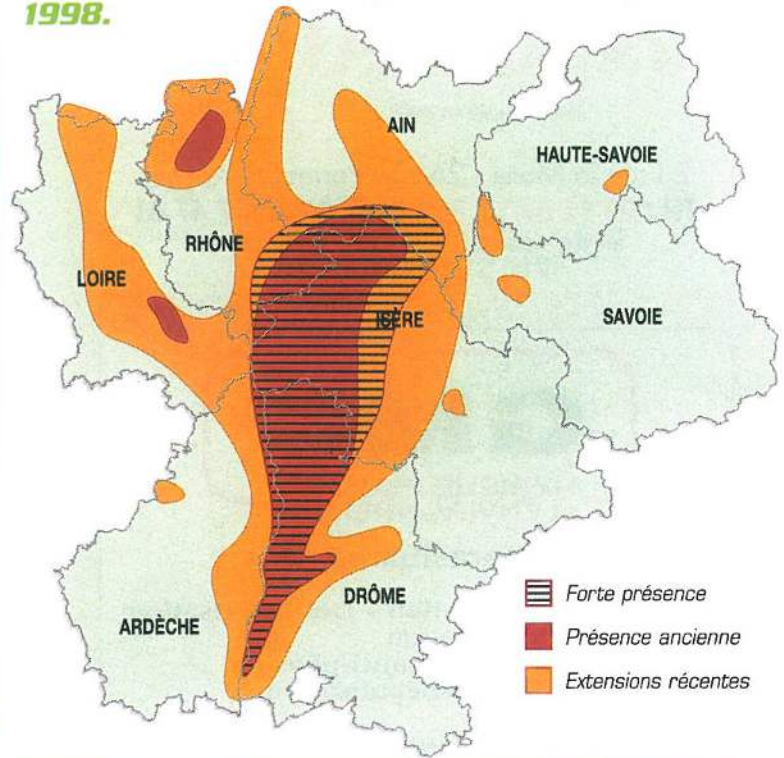 1998.
AIN
HAUTE-SAVOIE
RHÔNE
LOIRE
ISÈRE
SAVOIE
DRÔME
ARDÈCHE
Forte présence
Présence ancienne
Extensions récentes